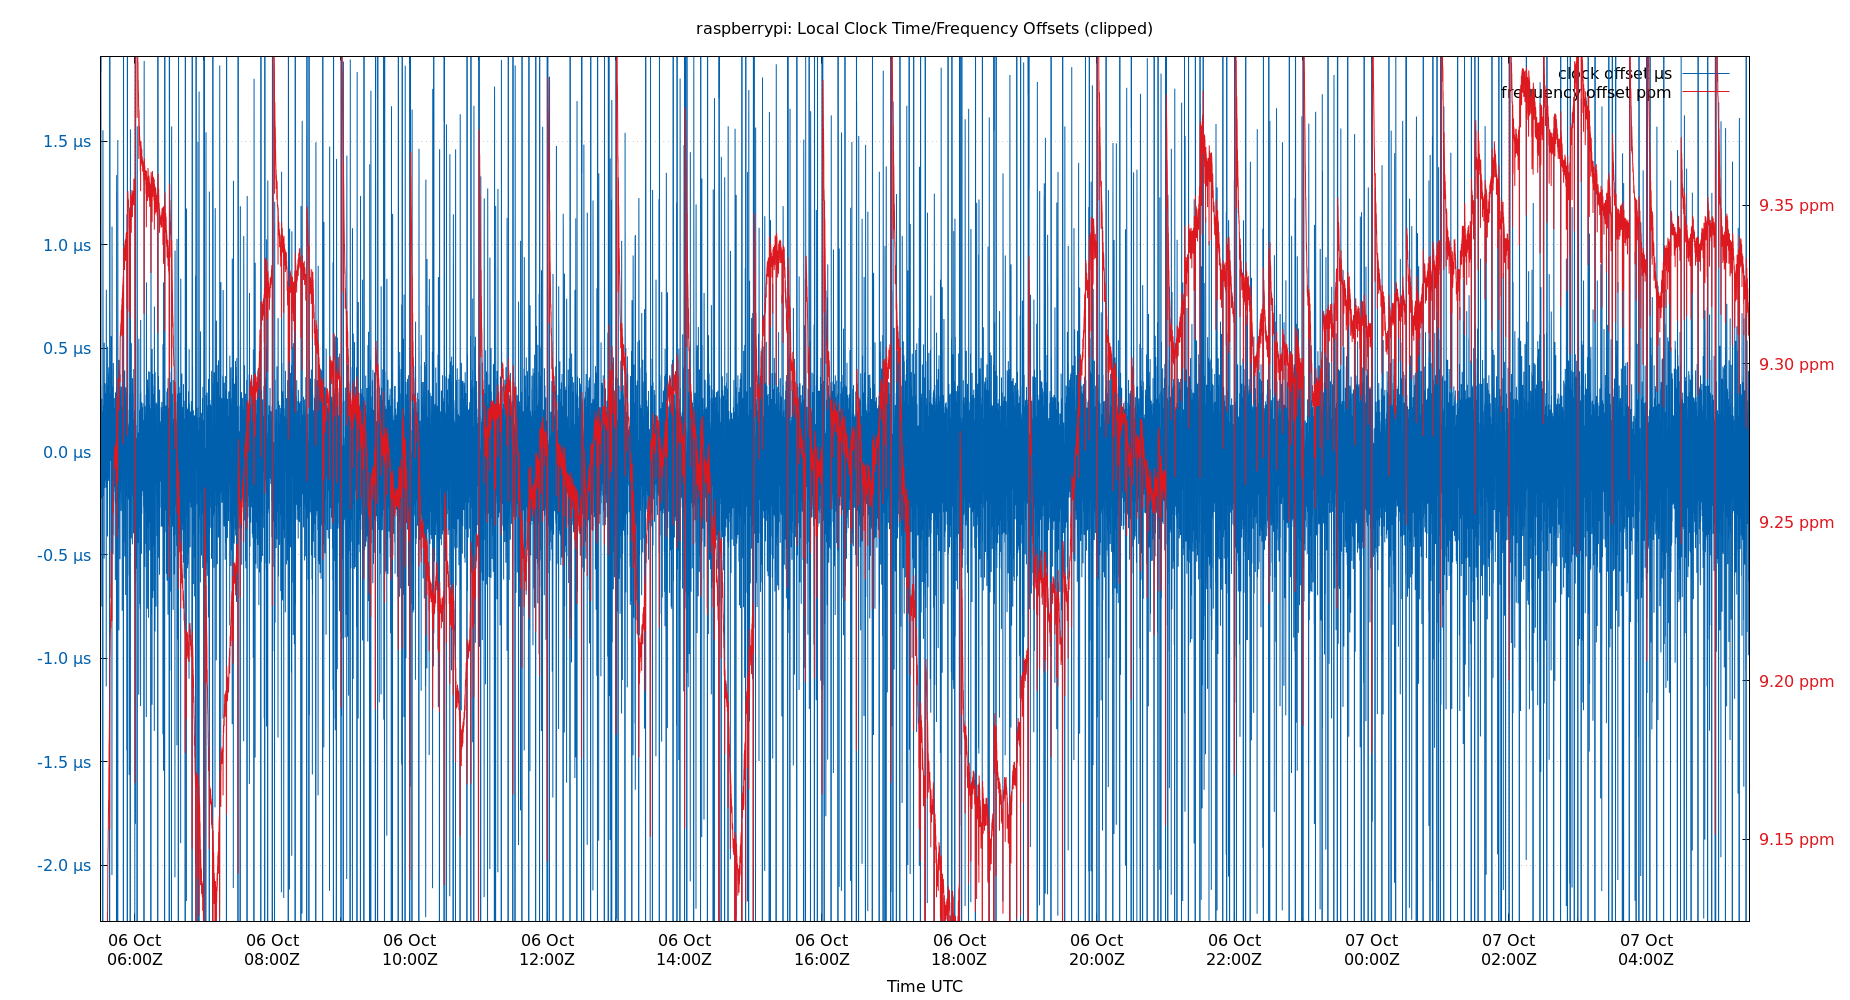 raspberrypi: Local Clock Time/Frequency Offsets (clipped)
clock offset µs
frequency offset ppm
1.5 µs
1.0 µs
0.5 µs
0.0 µs
-0.5 µs
-1.0 µs
-1.5 µs
-2.0 µs
9.35 ppm
9.30 ppm
9.25 ppm
9.20 ppm
9.15 ppm
06 Oct 06 Oct 06 Oct 06 Oct 06 Oct 06 Oct 06 Oct 06 Oct 06 Oct 07 Oct 07 Oct 07 Oct
06:00Z 08:00Z 10:00Z 12:00Z 14:00Z 16:00Z 18:00Z 20:00Z 22:00Z 00:00Z 02:00Z 04:00Z
Time UTC